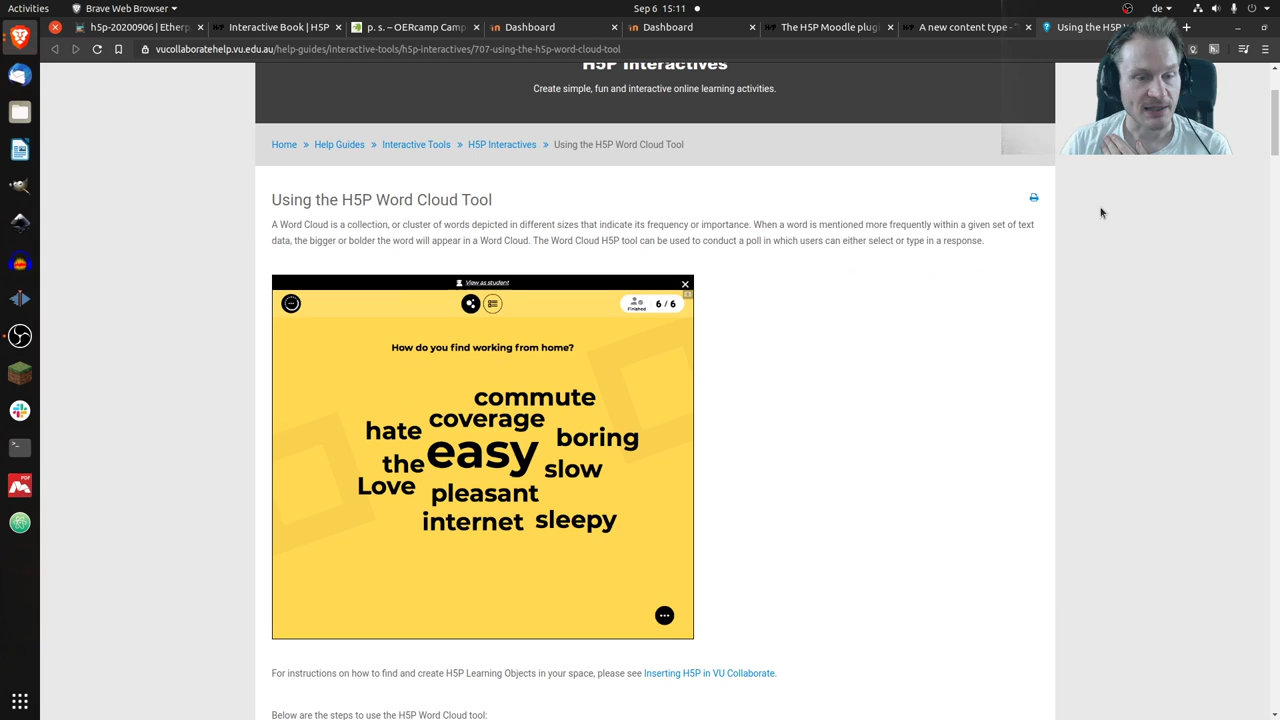 Activities
Brave Web Browser
Sep 6 15:11
h5p-20200906 | Etherp
Interactive Book | H5P
p. s. – OERcamp Camp
Dashboard
Dashboard
The H5P Moodle plugi
A new content type - "
Using the H5P W
vucollaboratehelp.vu.edu.au/help-guides/interactive-tools/h5p-interactives/707-using-the-h5p-word-cloud-tool
H5P Interactives
Create simple, fun and interactive online learning activities.
Home » Help Guides » Interactive Tools » H5P Interactives » Using the H5P Word Cloud Tool
Using the H5P Word Cloud Tool
A Word Cloud is a collection, or cluster of words depicted in different sizes that indicate its frequency or importance. When a word is mentioned more frequently within a given set of text
data, the bigger or bolder the word will appear in a Word Cloud. The Word Cloud H5P tool can be used to conduct a poll in which users can either select or type in a response.
View as student
Finished 6 / 6
How do you find working from home?
commute
coverage
hate
boring
easy
the
slow
Love
pleasant
internet
sleepy
For instructions on how to find and create H5P Learning Objects in your space, please see Inserting H5P in VU Collaborate.
Below are the steps to use the H5P Word Cloud tool: